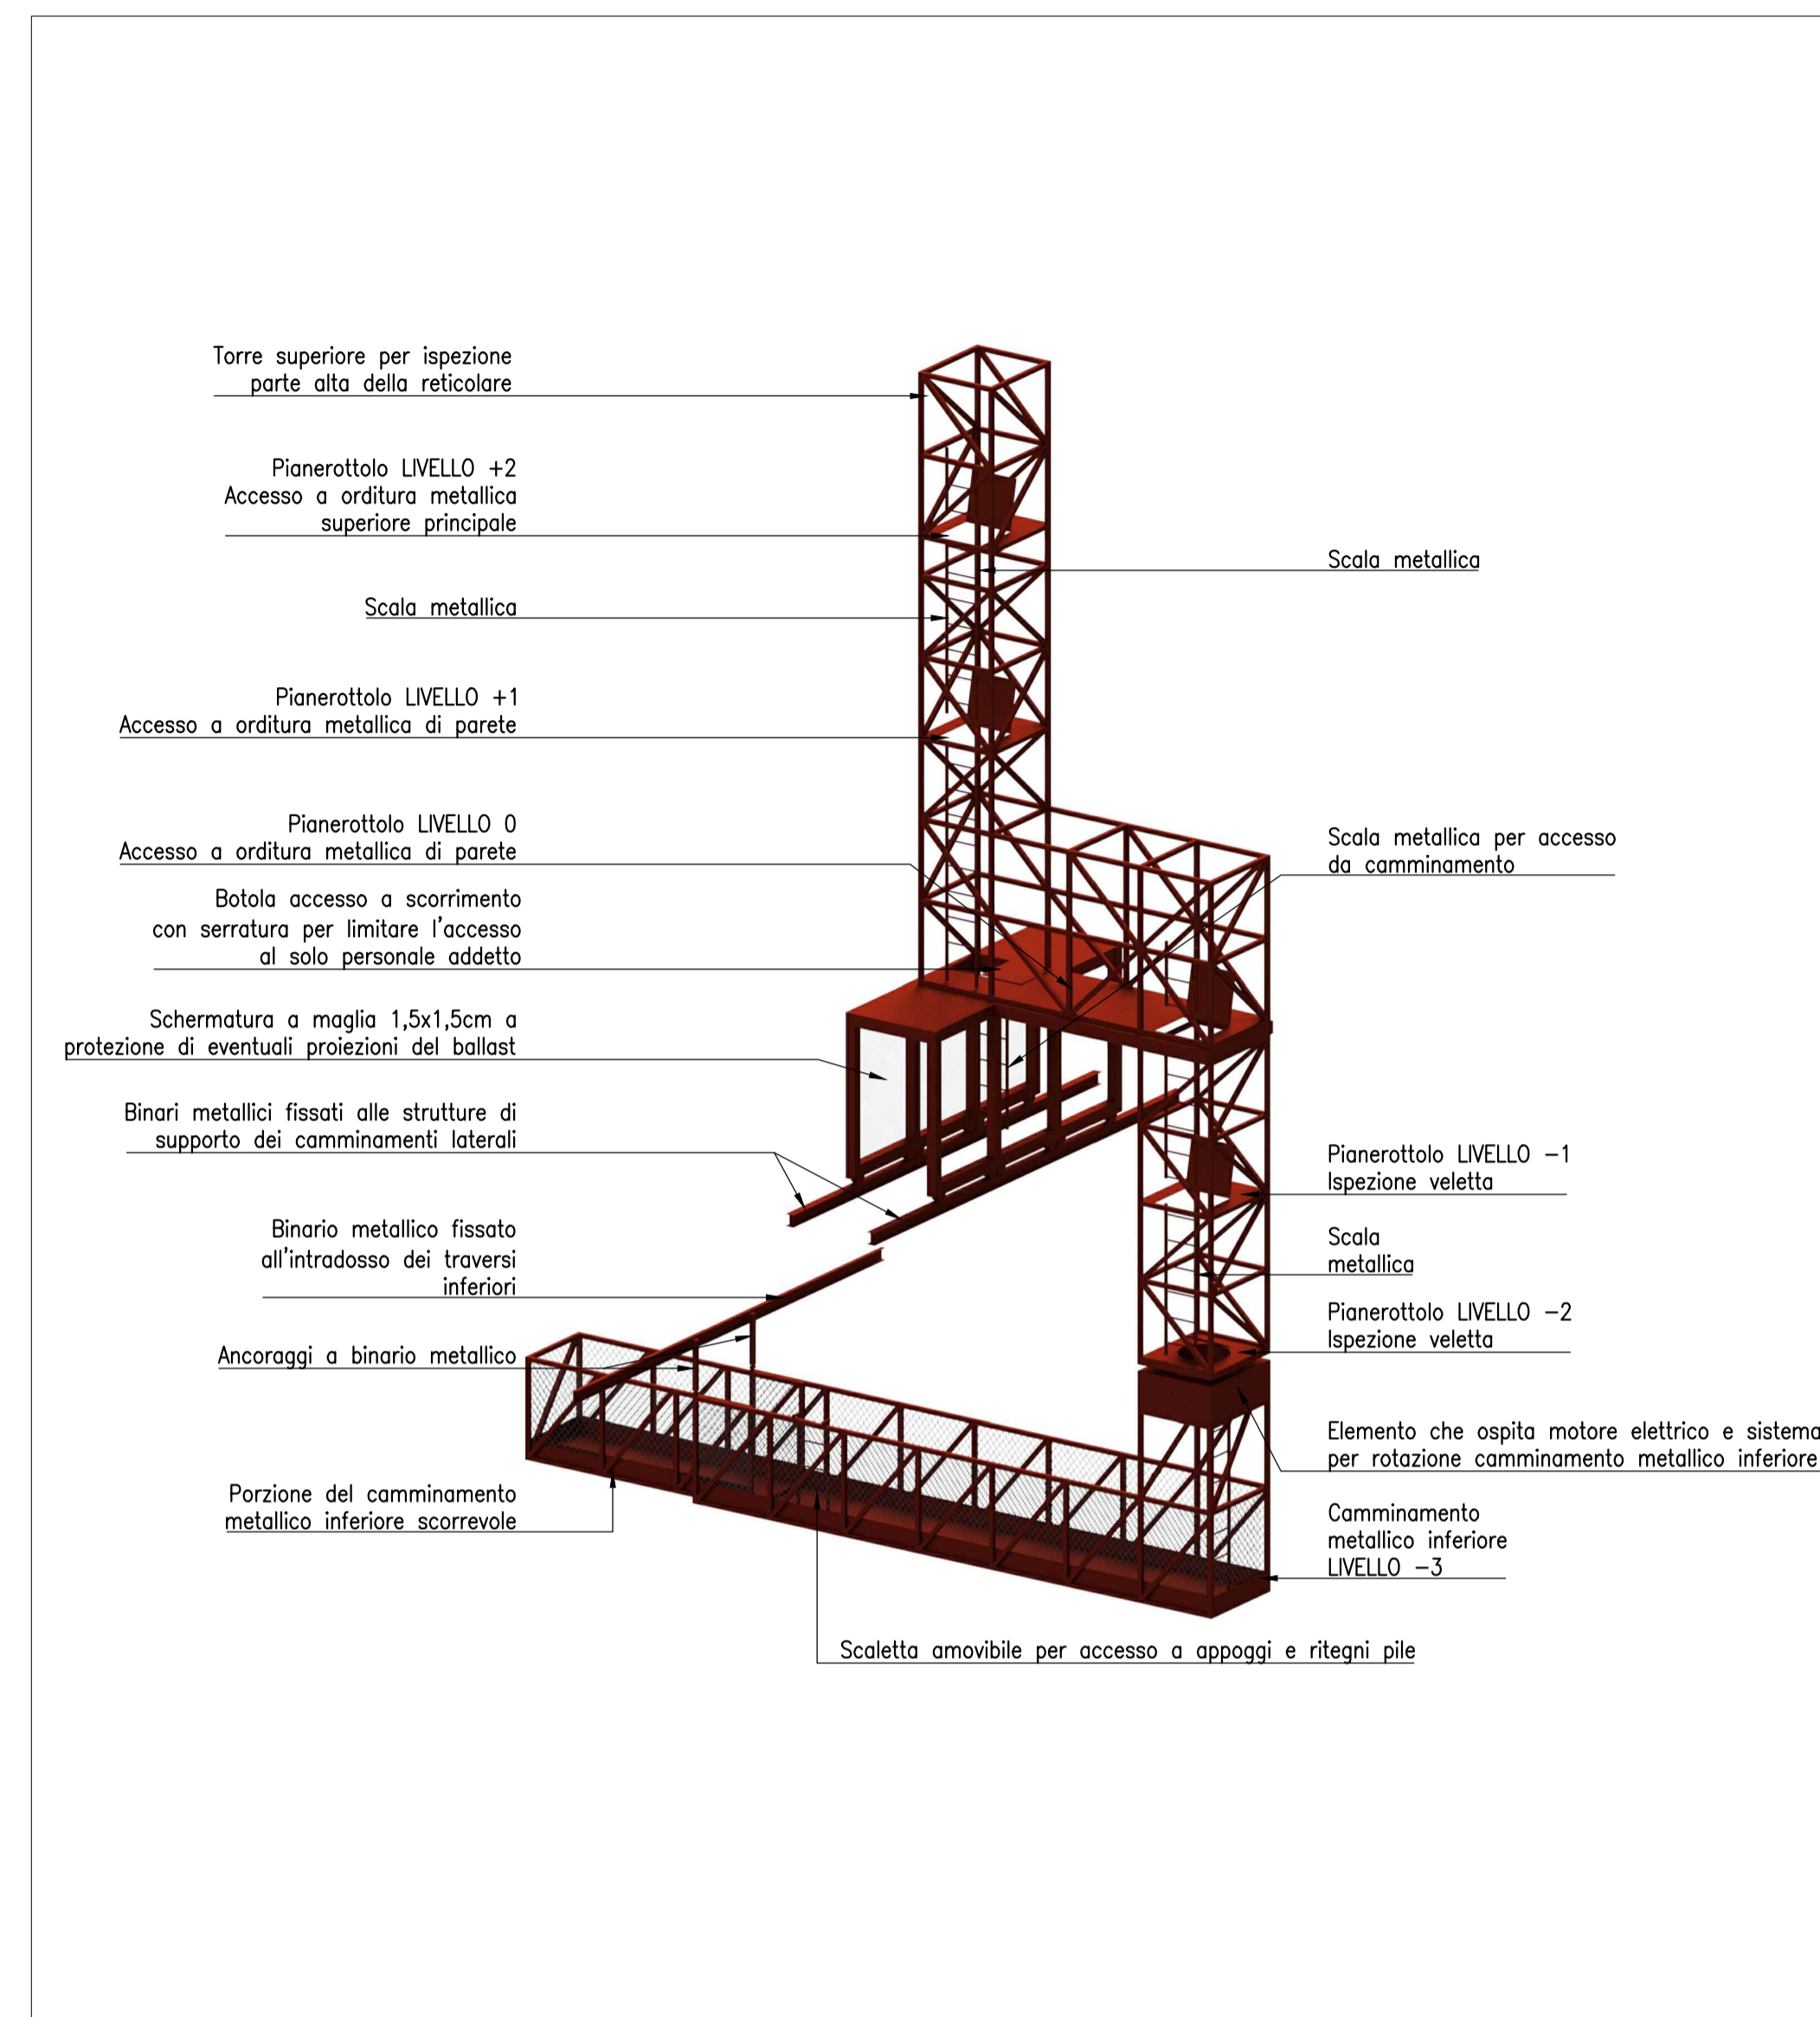 Torre superiore per ispezione
parte alta della reticolare
Pianerottolo LIVELLO +2
Accesso a orditura metallica
superiore principale
Scala metallica
Pianerottolo LIVELLO +1
Accesso a orditura metallica di parete
Pianerottolo LIVELLO 0
Accesso a orditura metallica di parete
Botola accesso a scorrimento
con serratura per limitare l'accesso
al solo personale addetto
Schermatura a maglia 1,5x1,5cm a
protezione di eventuali proiezioni del ballast
Binari metallici fissati alle strutture di
supporto dei camminamenti laterali
Binario metallico fissato
all'intradosso dei traversi
inferiori
Ancoraggi a binario metallico
Porzione del camminamento
metallico inferiore scorrevole
Scala metallica
Scala metallica per accesso
da camminamento
Pianerottolo LIVELLO -1
Ispezione veletta
Scala
metallica
Pianerottolo LIVELLO -2
Ispezione veletta
Elemento che ospita motore elettrico e sistema
per rotazione camminamento metallico inferiore
Camminamento
metallico inferiore
LIVELLO -3
Scaletta amovibile per accesso a appoggi e ritegni pile